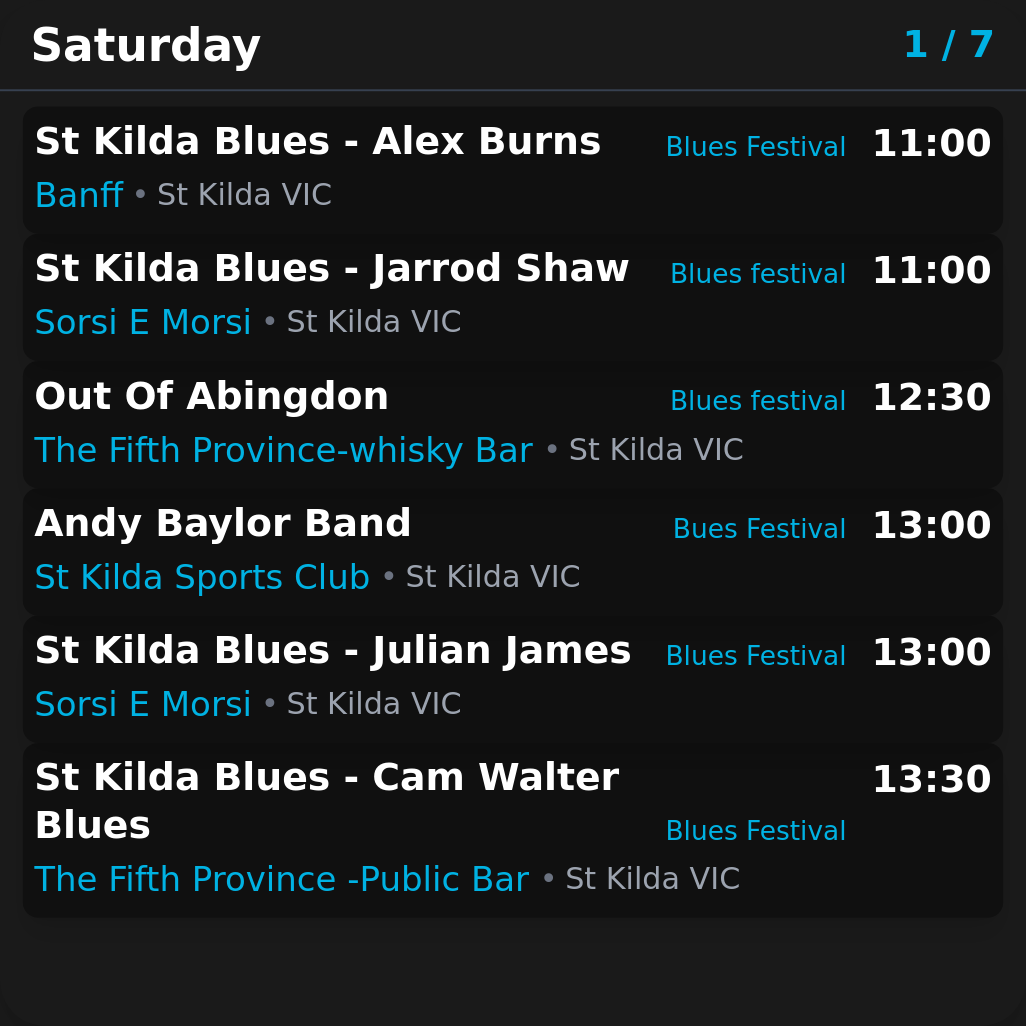 Saturday 1 / 7
St Kilda Blues - Alex Burns Blues Festival 11:00
Banff • St Kilda VIC
St Kilda Blues - Jarrod Shaw Blues festival 11:00
Sorsi E Morsi • St Kilda VIC
Out Of Abingdon Blues festival 12:30
The Fifth Province-whisky Bar • St Kilda VIC
Andy Baylor Band Bues Festival 13:00
St Kilda Sports Club • St Kilda VIC
St Kilda Blues - Julian James Blues Festival 13:00
Sorsi E Morsi • St Kilda VIC
St Kilda Blues - Cam Walter 13:30
Blues Blues Festival
The Fifth Province -Public Bar • St Kilda VIC